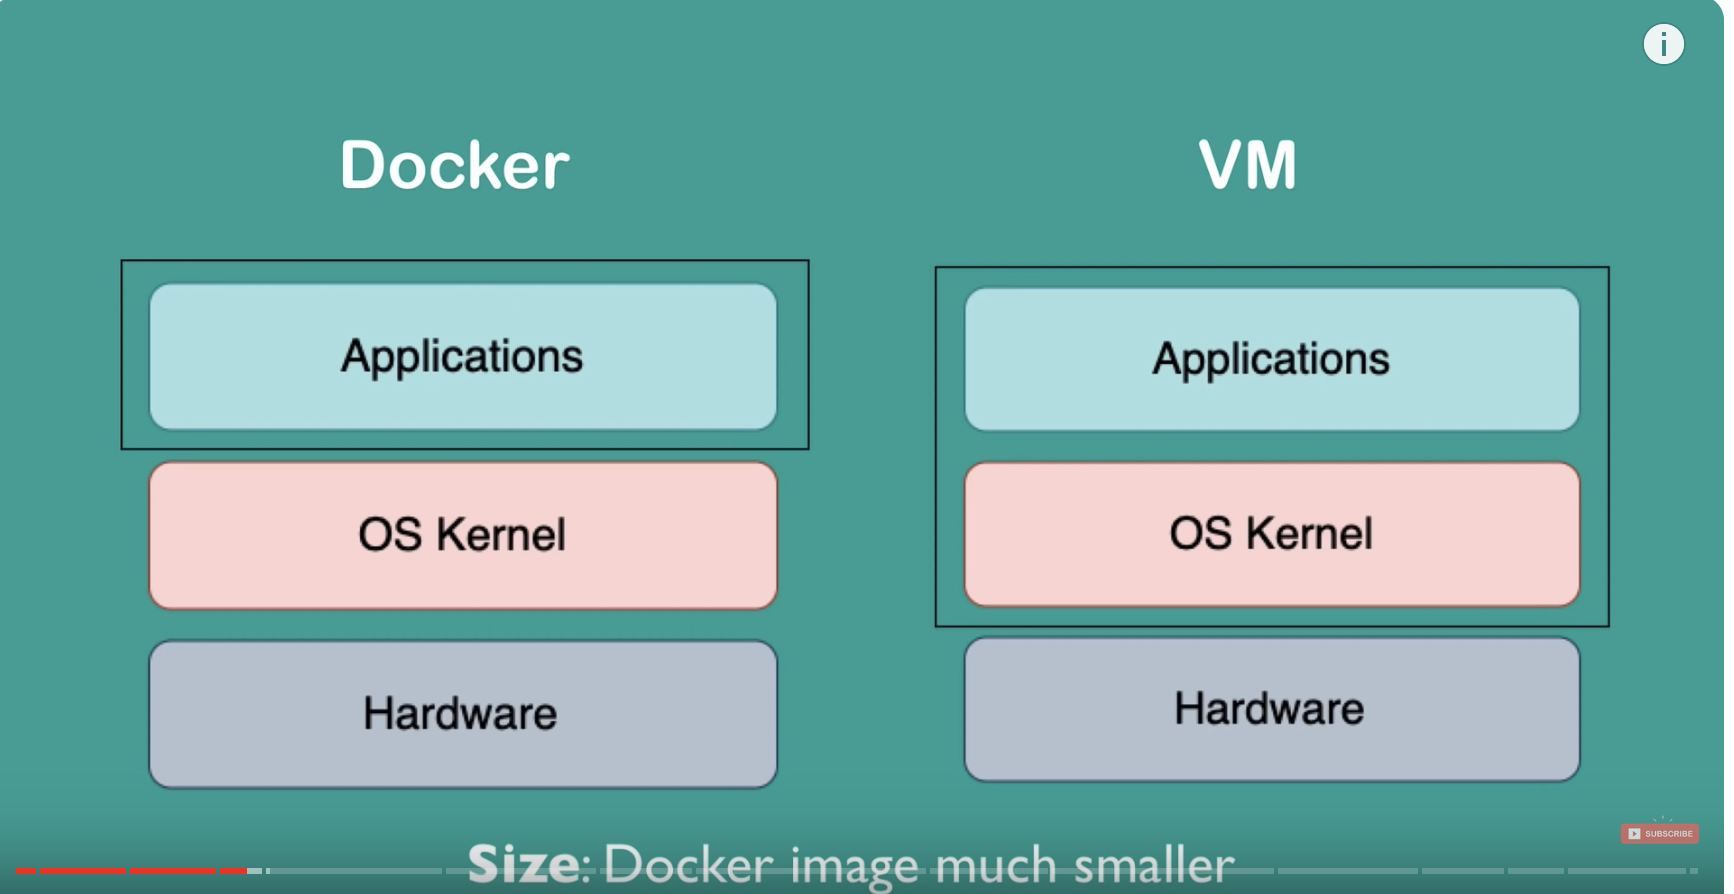 Docker
VM
Applications
OS Kernel
Hardware
Applications
OS Kernel
Hardware
Size: Docker image much smaller
SUBSCRIBE
i